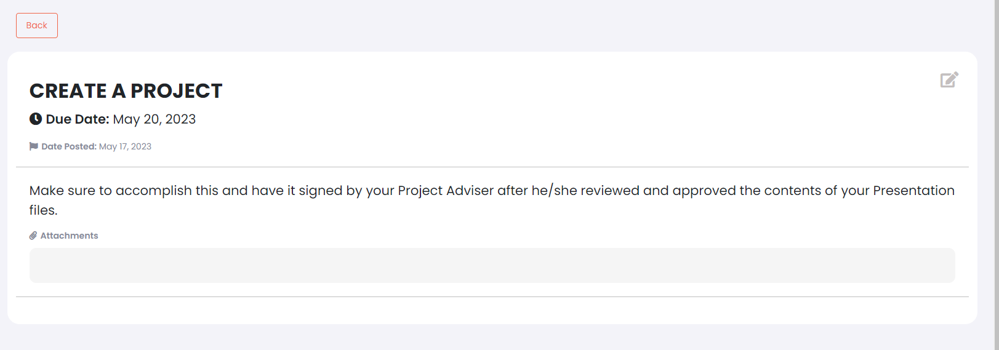 Back
CREATE A PROJECT
Due Date: May 20, 2023
Date Posted: May 17, 2023
Make sure to accomplish this and have it signed by your Project Adviser after he/she reviewed and approved the contents of your Presentation
files.
Attachments